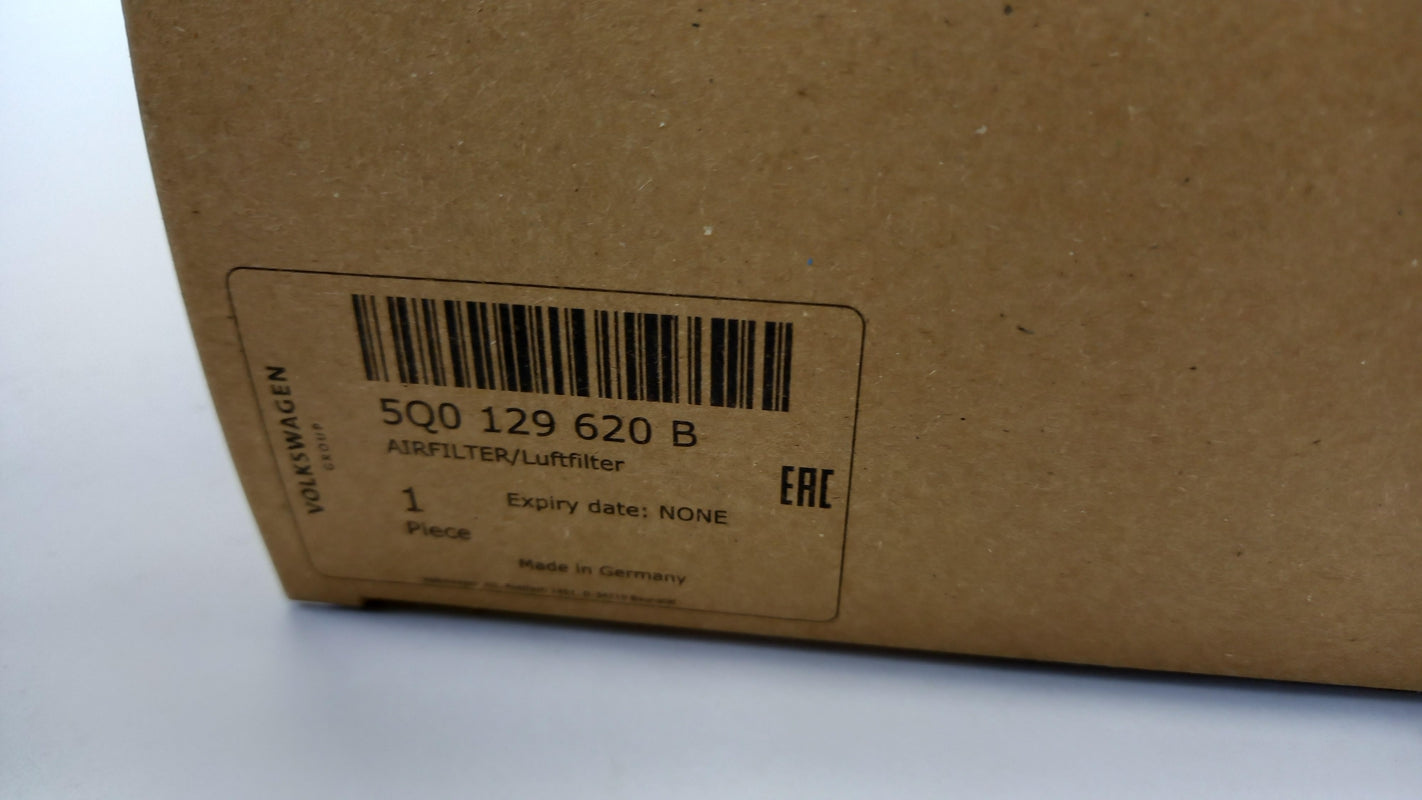 VOLKSWAGEN
GROUP
5Q0 129 620 B
AIRFILTER/Luftfilter
1
Piece
Expiry date: NONE
EAC
Made in Germany